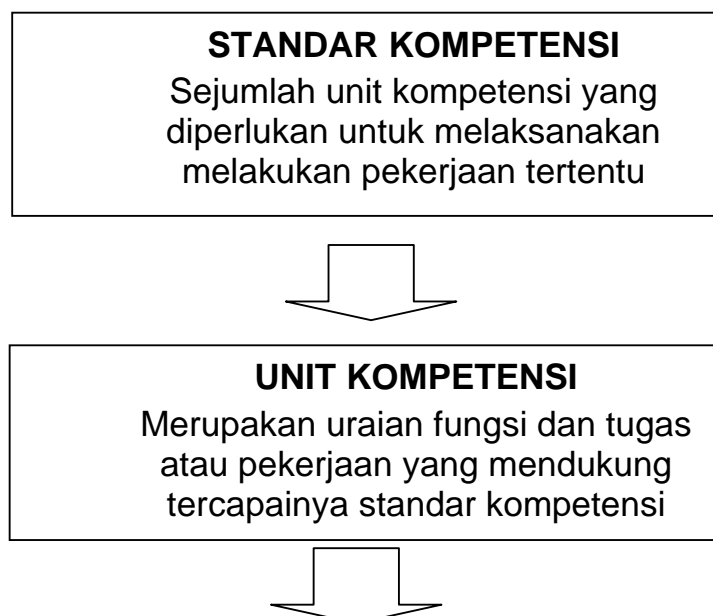 STANDAR KOMPETENSI
Sejumlah unit kompetensi yang
diperlukan untuk melaksanakan
melakukan pekerjaan tertentu
UNIT KOMPETENSI
Merupakan uraian fungsi dan tugas
atau pekerjaan yang mendukung
tercapainya standar kompetensi